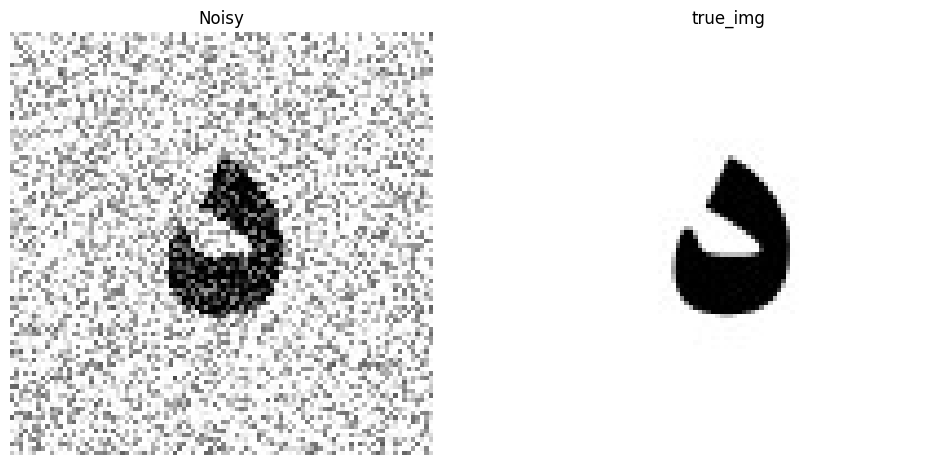 Noisy true_img
د د